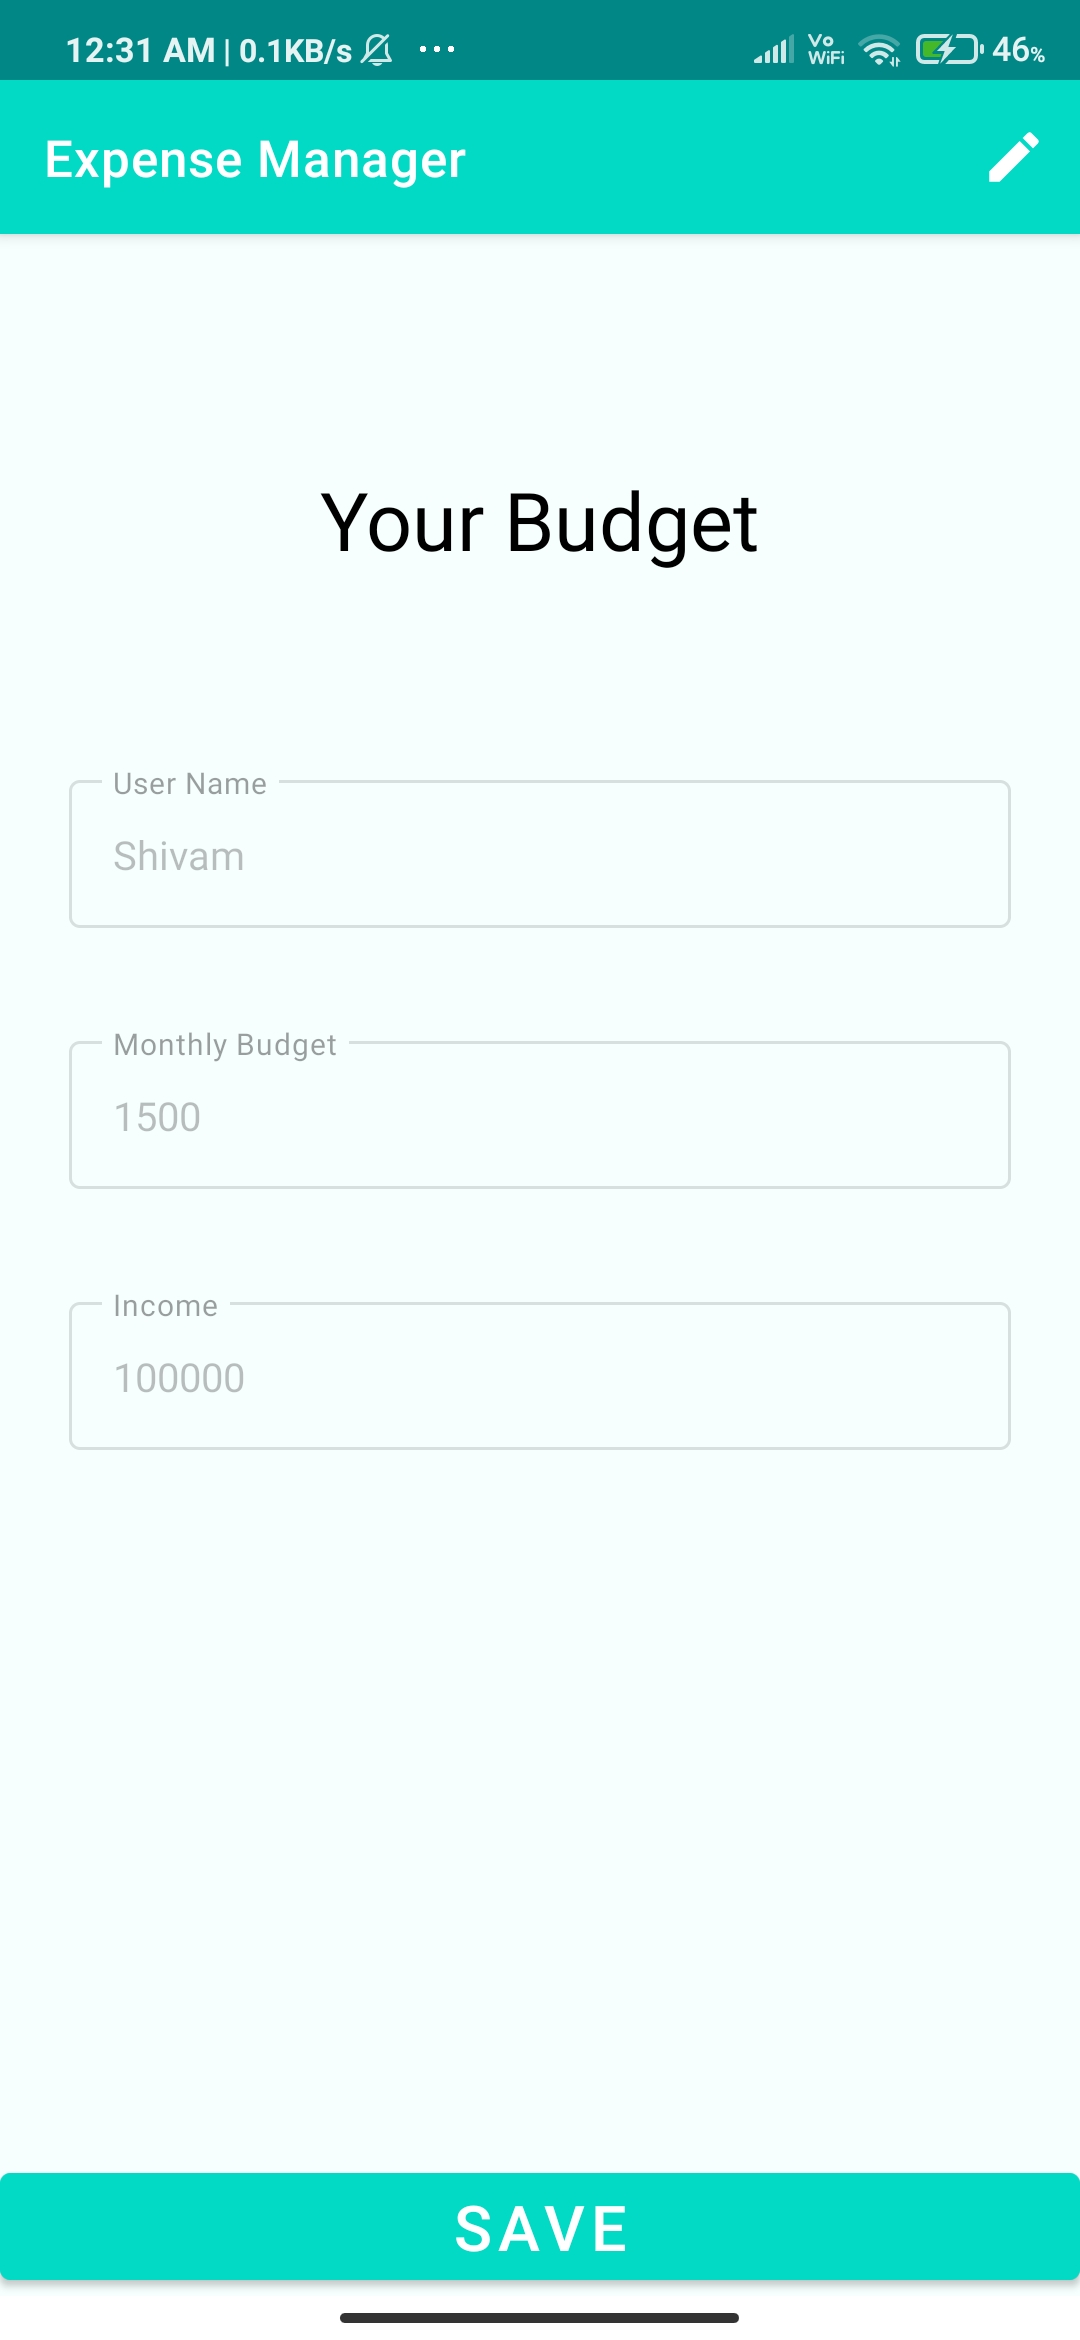 12:31 AM | 0.1KB/s ... Vo WiFi 46%
Expense Manager
Your Budget
User Name
Shivam
Monthly Budget
1500
Income
100000
SAVE